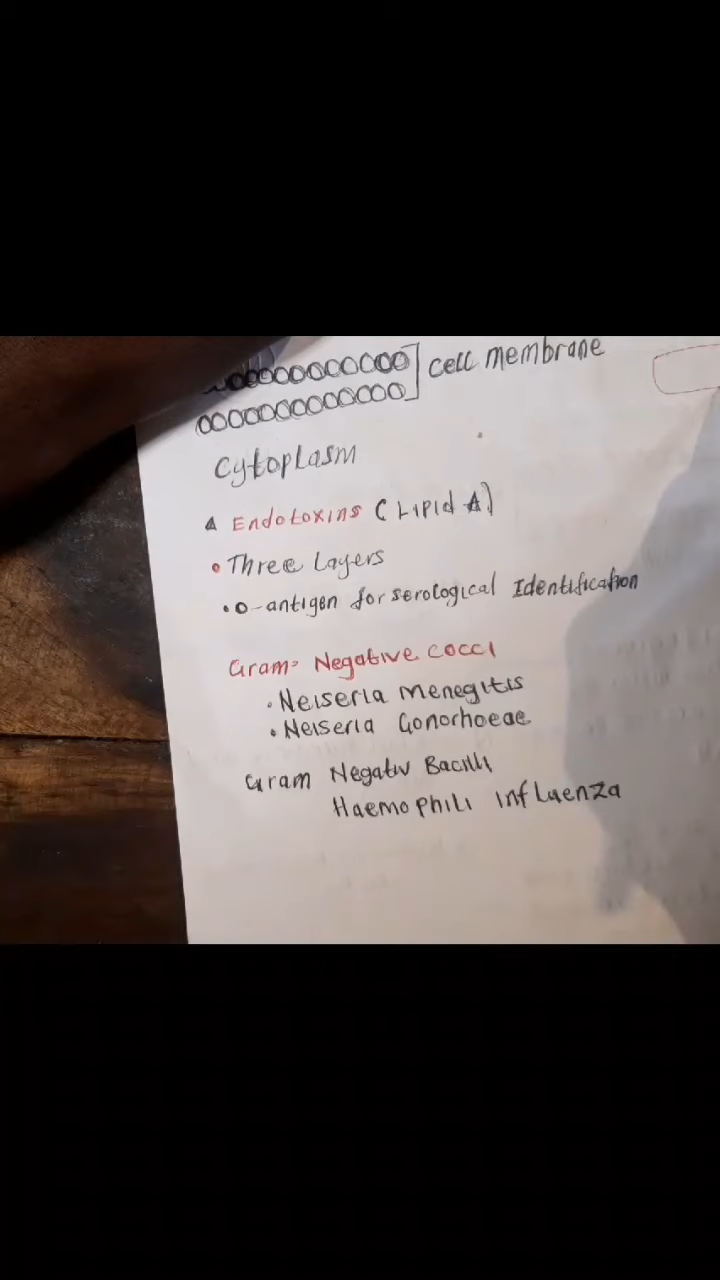 cell membrane
Cytoplasm
Endotoxins (Lipid A)
• Three Layers
• O-antigen for serological Identification
Gram- Negative cocci
• Neiseria menegitis
• Neiseria Gonorhoeae
Gram Negativ Bacilli
Haemophili influenza